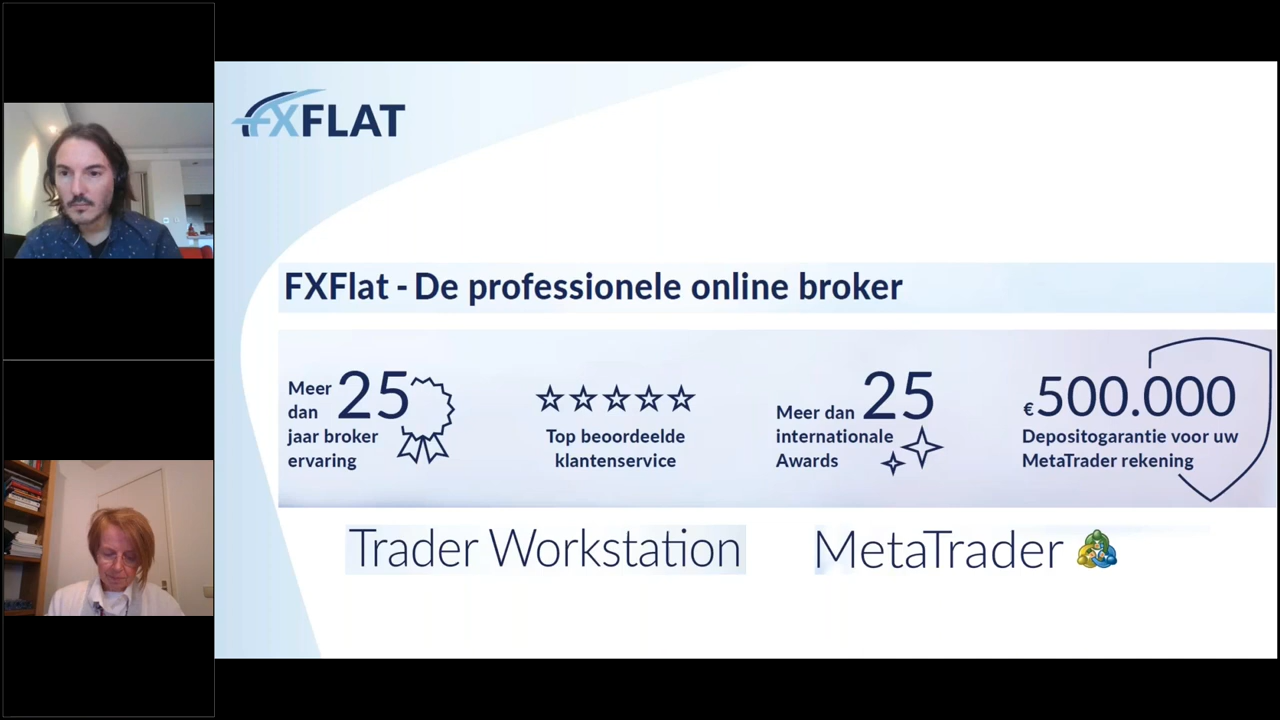 FXFLAT
FXFlat - De professionele online broker
Meer
dan 25
jaar broker
ervaring
Top beoordeelde
klantenservice
Meer dan 25
internationale
Awards
€500.000
Depositogarantie voor uw
MetaTrader rekening
Trader Workstation
MetaTrader